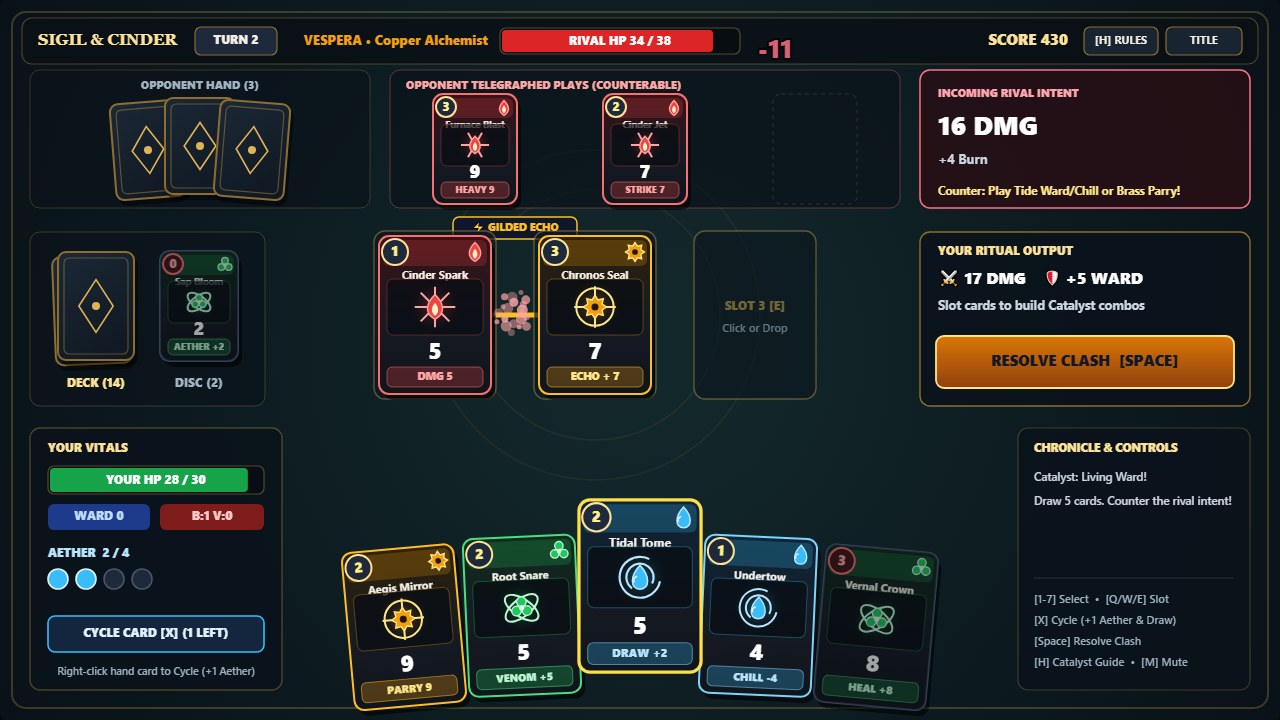 SIGIL & CINDER
TURN 2
VESPERA • Copper Alchemist
RIVAL HP 34 / 38
-11
SCORE 430
[H] RULES
TITLE
OPPONENT HAND (3)
OPPONENT TELEGRAPHED PLAYS (COUNTERABLE)
3
Furnace Blast
9
HEAVY 9
2
Cinder Jet
7
STRIKE 7
INCOMING RIVAL INTENT
16 DMG
+4 Burn
Counter: Play Tide Ward/Chill or Brass Parry!
DECK (14)
0
Sap Bloom
2
AETHER +2
DISC (2)
GILDED ECHO
1
Cinder Spark
5
DMG 5
3
Chronos Seal
7
ECHO + 7
SLOT 3 [E]
Click or Drop
YOUR RITUAL OUTPUT
17 DMG
+5 WARD
Slot cards to build Catalyst combos
RESOLVE CLASH [SPACE]
YOUR VITALS
YOUR HP 28 / 30
WARD 0
B:1 V:0
AETHER 2 / 4
CYCLE CARD [X] (1 LEFT)
Right-click hand card to Cycle (+1 Aether)
2
Aegis Mirror
9
PARRY 9
2
Root Snare
5
VENOM +5
2
Tidal Tome
5
DRAW +2
1
Undertow
4
CHILL -4
3
Vernal Crown
8
HEAL +8
CHRONICLE & CONTROLS
Catalyst: Living Ward!
Draw 5 cards. Counter the rival intent!
[1-7] Select • [Q/W/E] Slot
[X] Cycle (+1 Aether & Draw)
[Space] Resolve Clash
[H] Catalyst Guide • [M] Mute